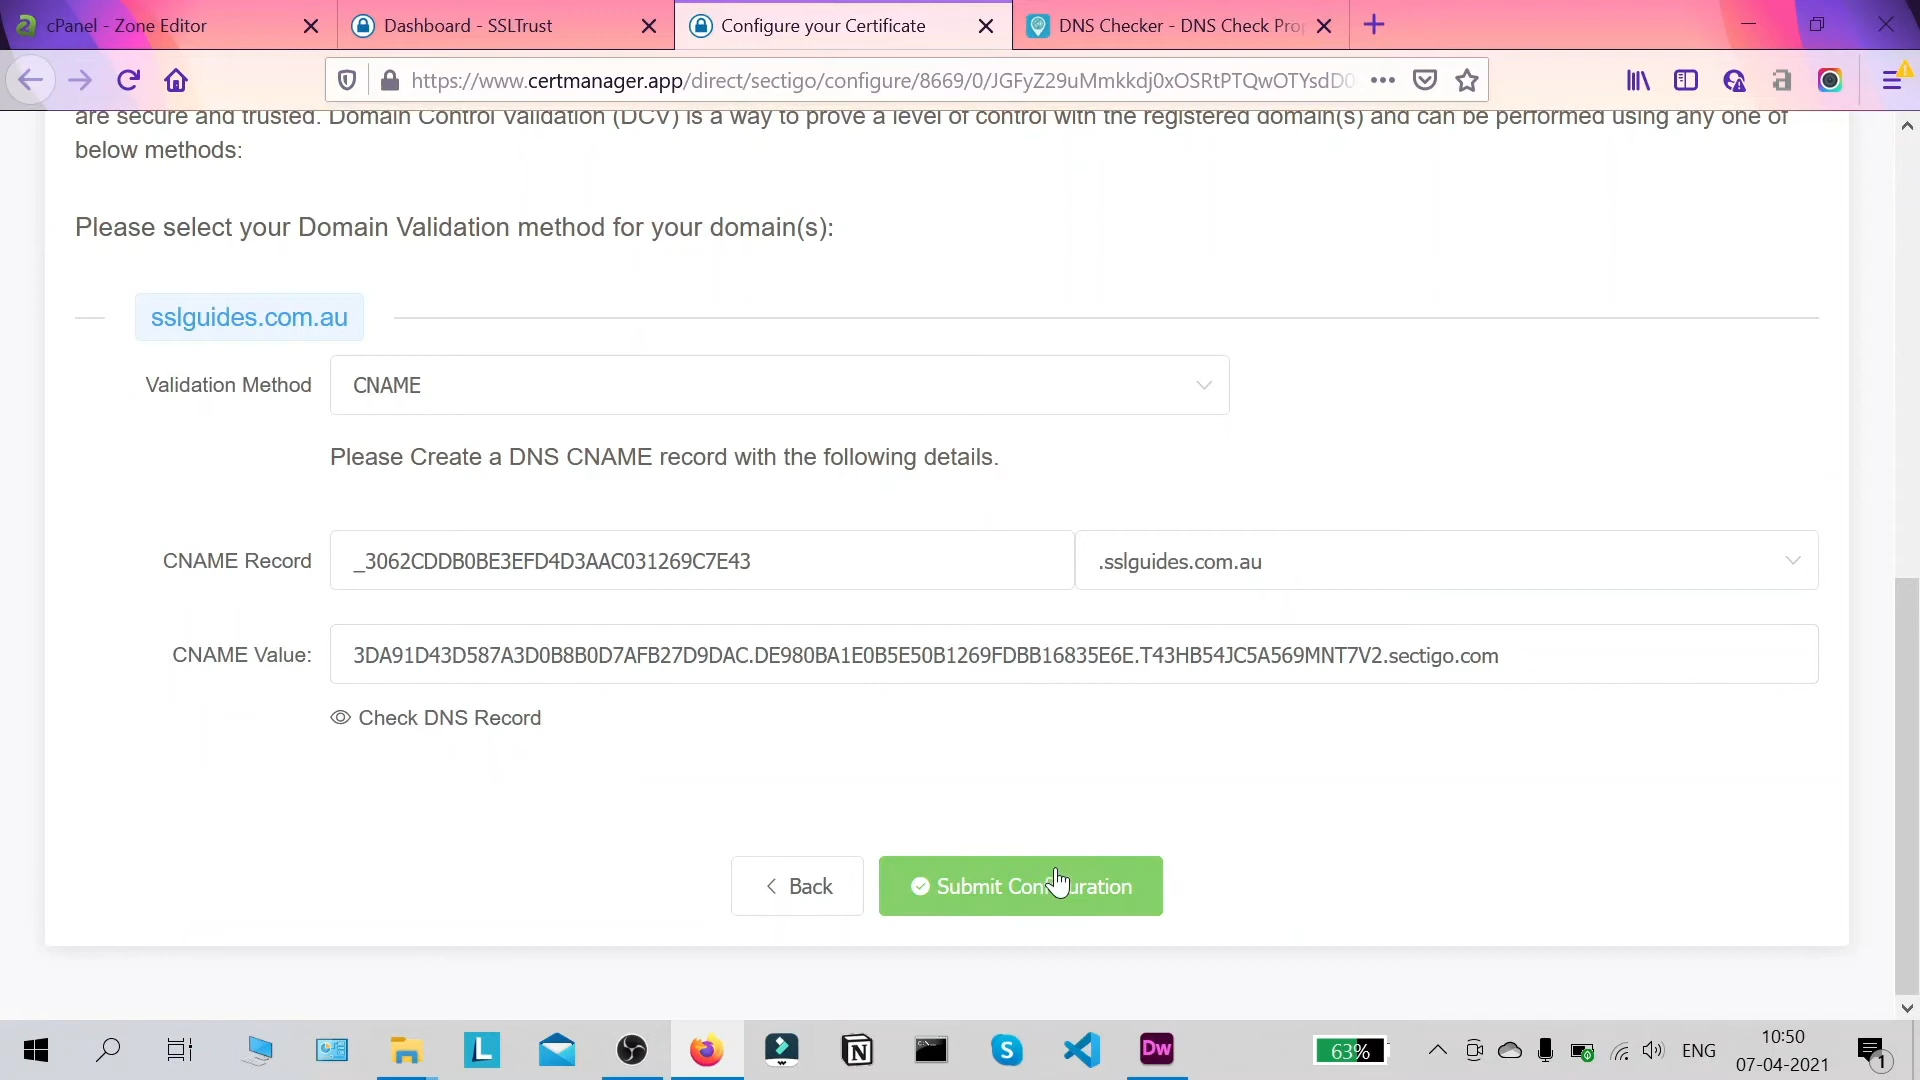 cPanel - Zone Editor
Dashboard - SSLTrust
Configure your Certificate
DNS Checker - DNS Check Prop
https://www.certmanager.app/direct/sectigo/configure/8669/0/JGFyZ29uMmkkdj0xOSRtPTQwOTYsdD0
are secure and trusted. Domain Control Validation (DCV) is a way to prove a level of control with the registered domain(s) and can be performed using any one of
below methods:
Please select your Domain Validation method for your domain(s):
sslguides.com.au
Validation Method
CNAME
Please Create a DNS CNAME record with the following details.
CNAME Record
_3062CDDB0BE3EFD4D3AAC031269C7E43
.sslguides.com.au
CNAME Value:
3DA91D43D587A3D0B8B0D7AFB27D9DAC.DE980BA1E0B5E50B1269FDBB16835E6E.T43HB54JC5A569MNT7V2.sectigo.com
Check DNS Record
Back
Submit Configuration
63%
ENG
10:50
07-04-2021
1